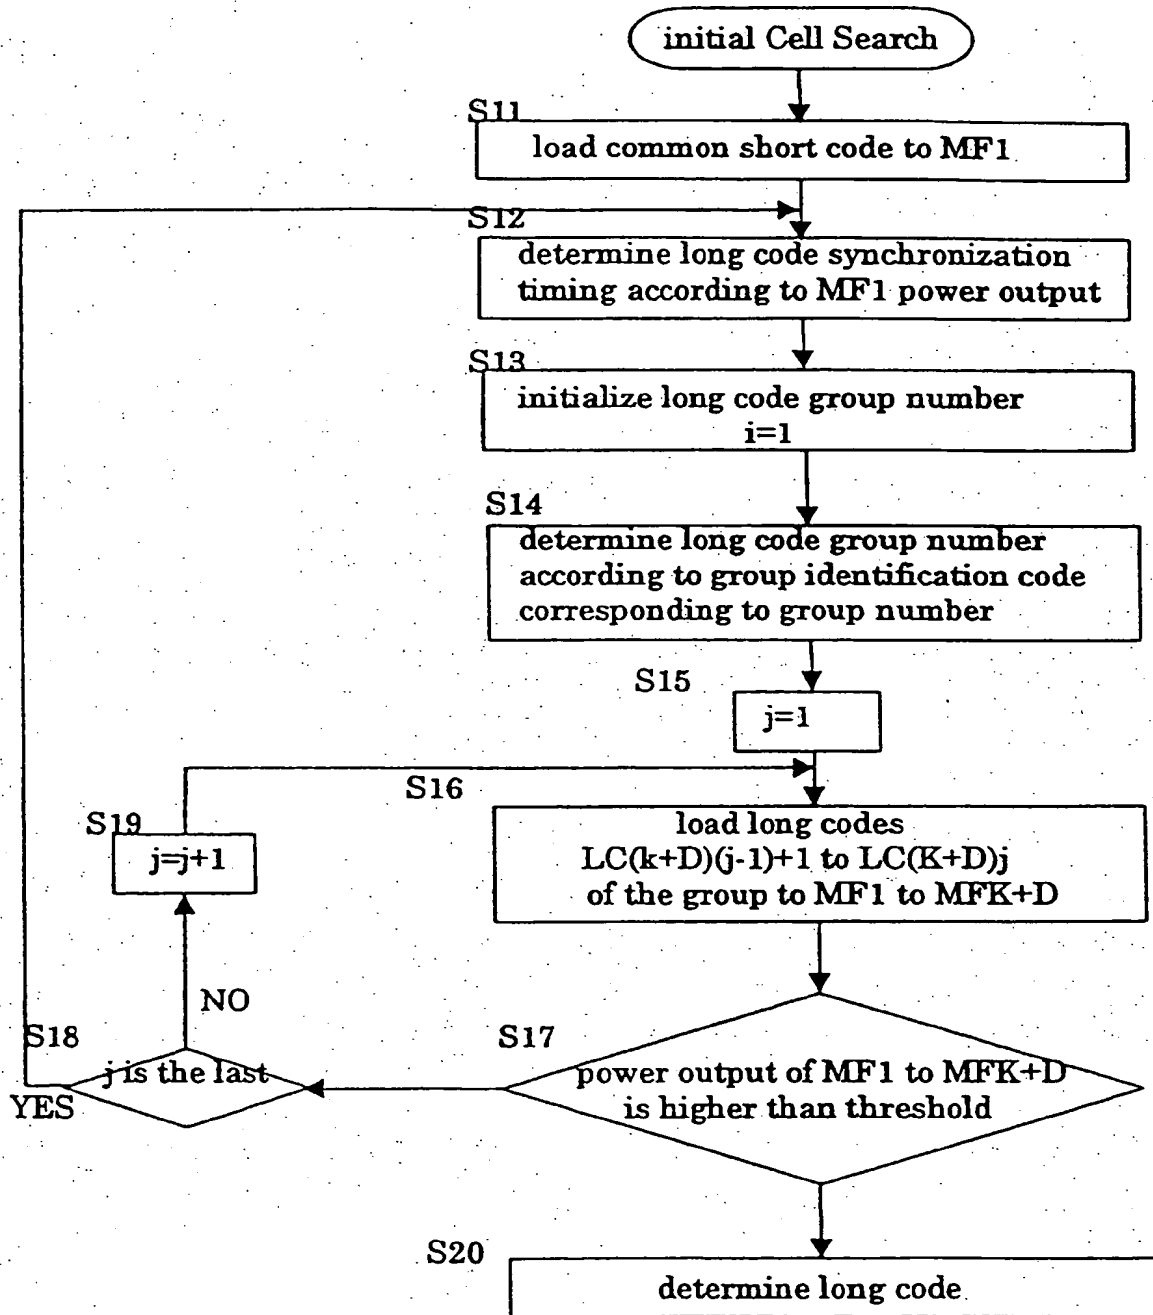 initial Cell Search
S11
load common short code to MF1
S12
determine long code synchronization
timing according to MF1 power output
S13
initialize long code group number
i=1
S14
determine long code group number
according to group identification code
corresponding to group number
S15
j=1
S16
S19
j=j+1
load long codes
LC(k+D)(j-1)+1 to LC(K+D)j
of the group to MF1 to MFK+D
NO
S18
j is the last
YES
S17
power output of MF1 to MFK+D
is higher than threshold
S20
determine long code